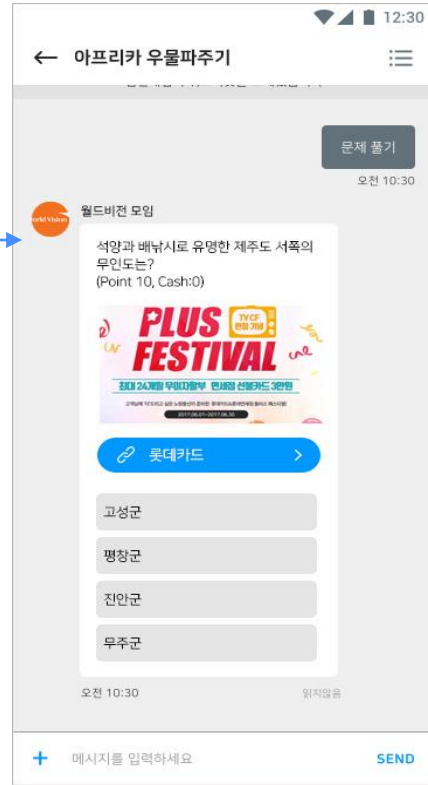 12:30
아프리카 우물파주기
문제 풀기
오전 10:30
World Vision
월드비전 모임
석양과 배낚시로 유명한 제주도 서쪽의
무인도는?
(Point 10, Cash:0)
PLUS
TV CF
런칭 기념
FESTIVAL
최대 24개월 무이자할부 면세점 선불카드 3만원
2017.06.01~2017.06.30
롯데카드
고성군
평창군
진안군
무주군
오전 10:30
읽지않음
메시지를 입력하세요
SEND